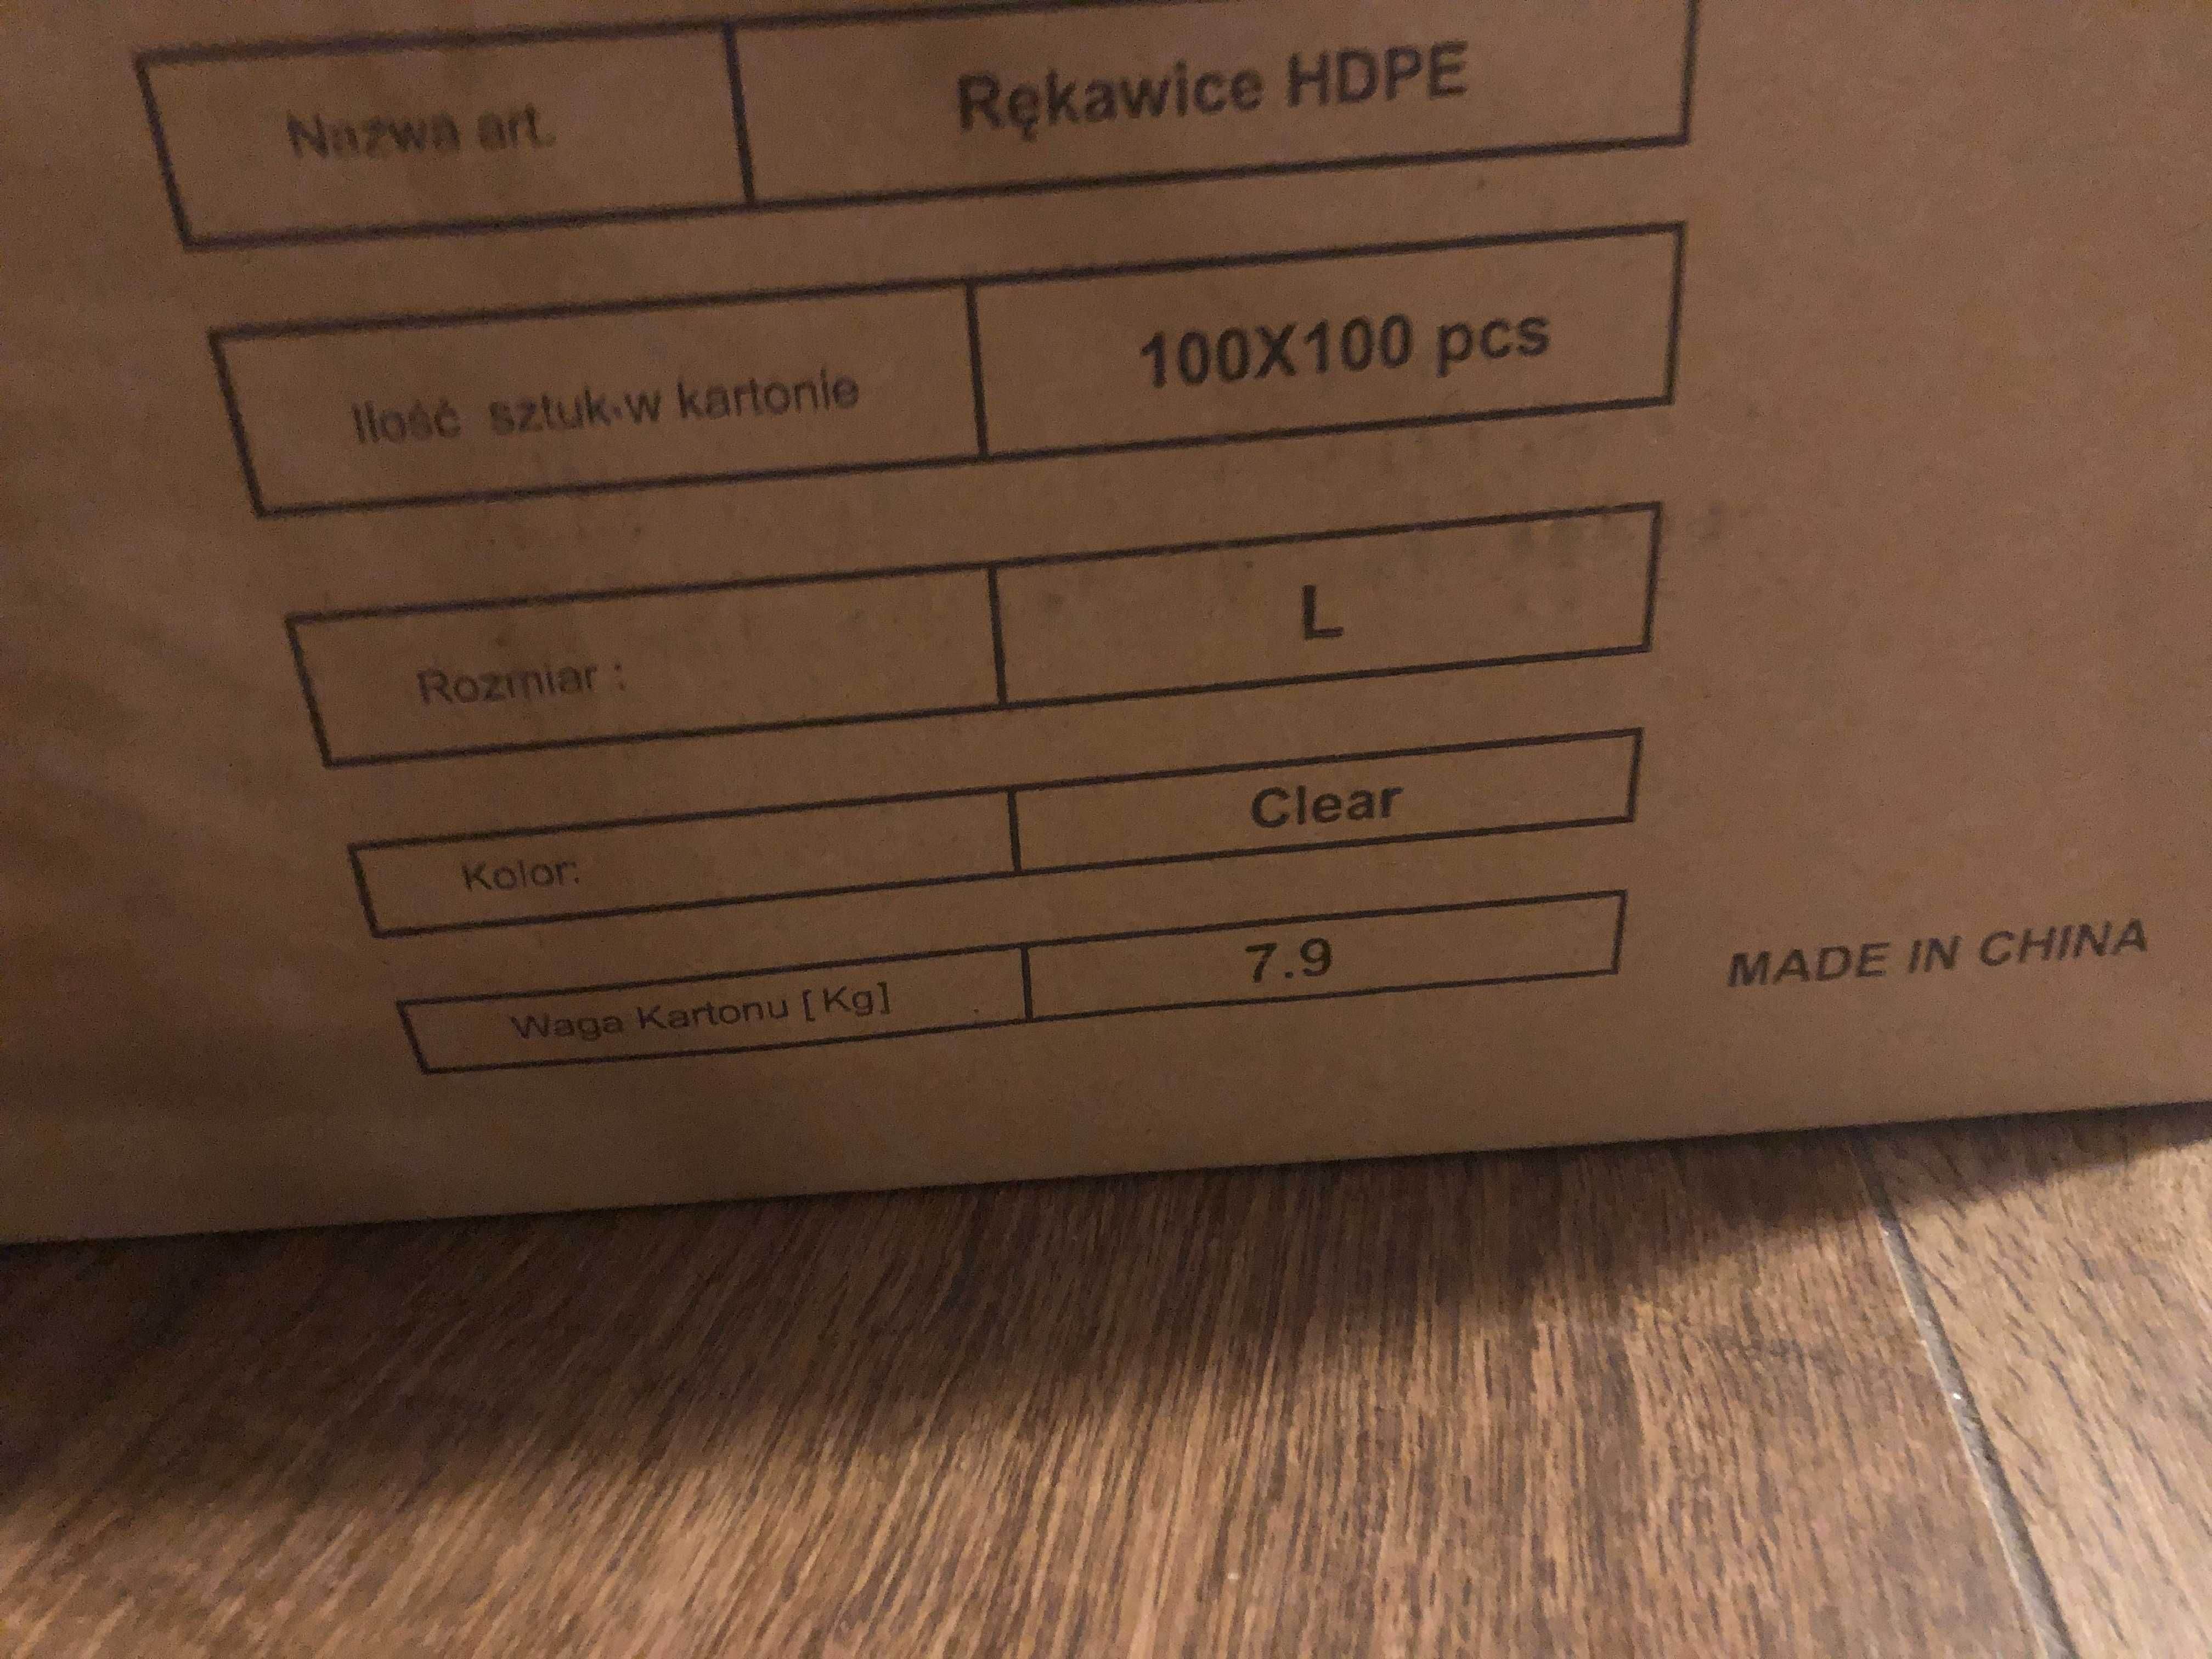 Nazwa art. Rękawice HDPE
Ilość sztuk w kartonie 100X100 pcs
Rozmiar : L
Kolor: Clear
Waga Kartonu [Kg] 7.9
MADE IN CHINA